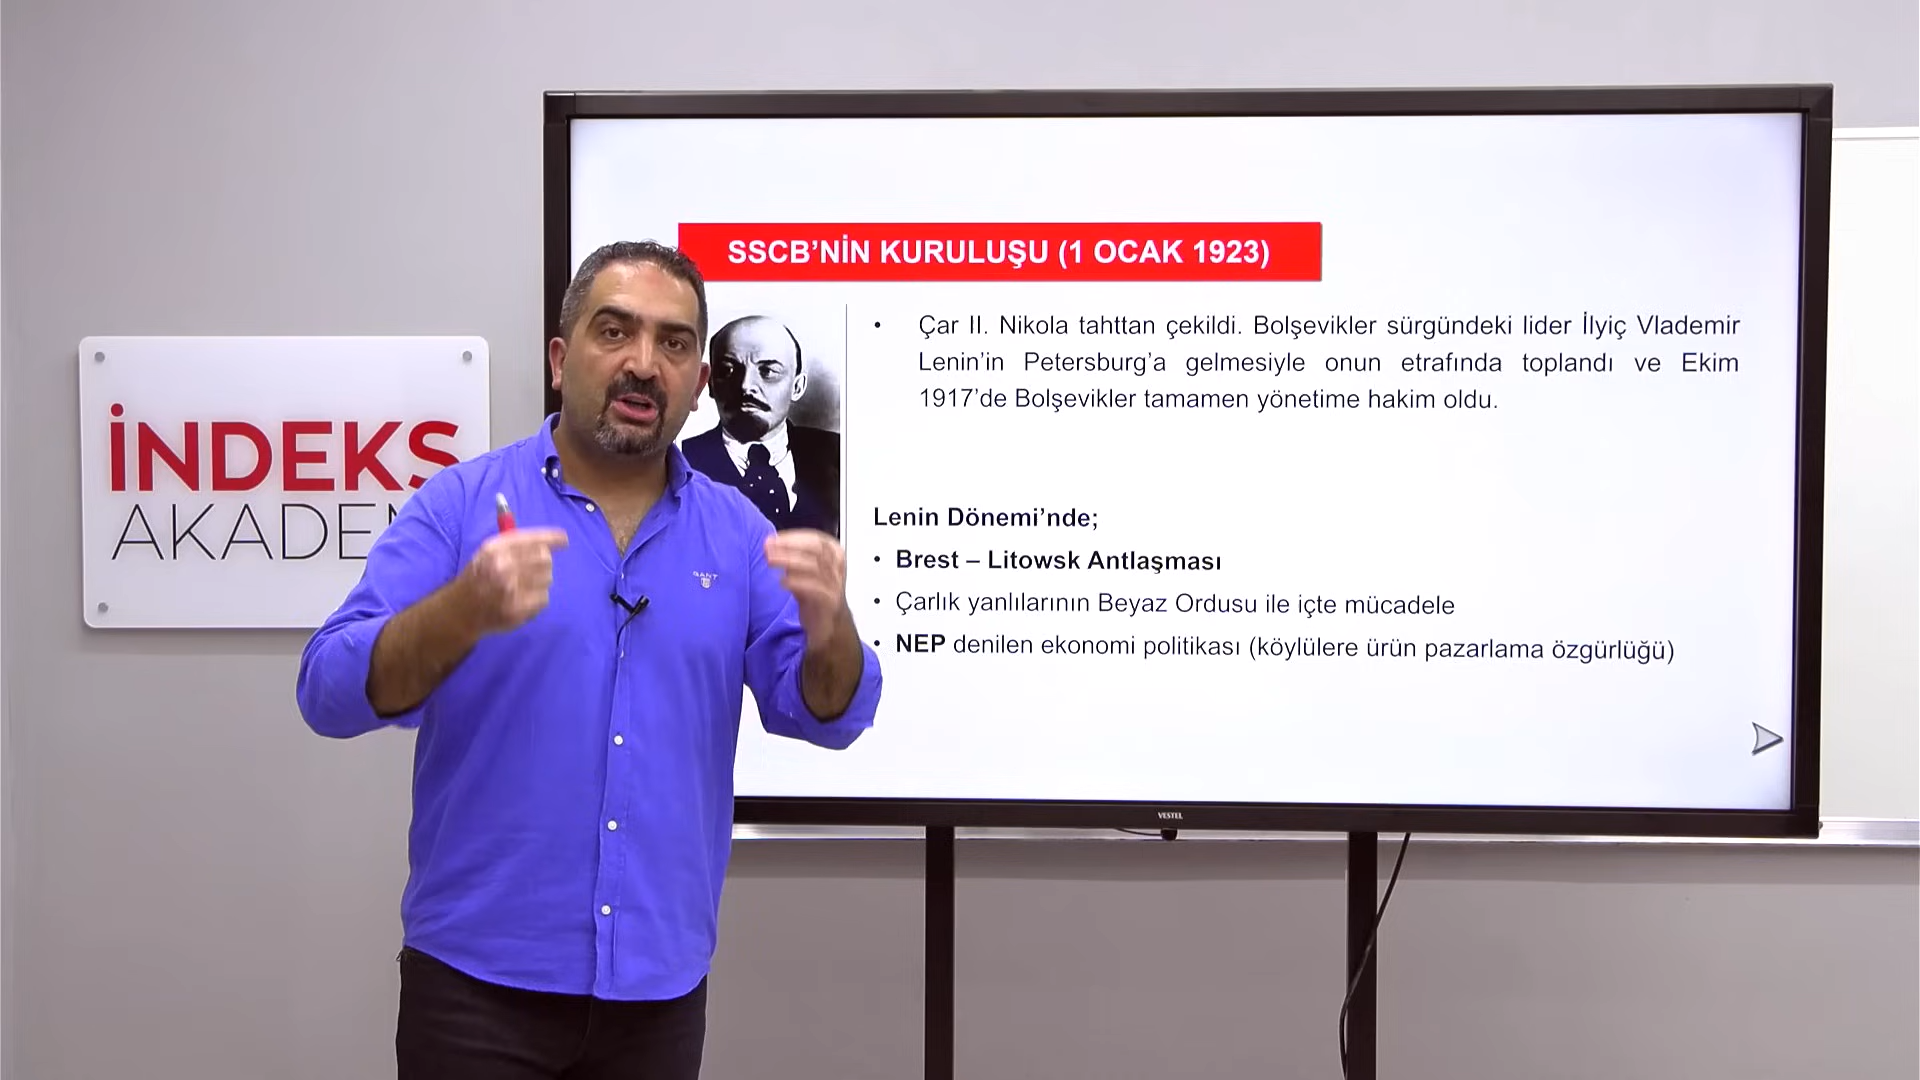 SSCB’NİN KURULUŞU (1 OCAK 1923)
• Çar II. Nikola tahttan çekildi. Bolşevikler sürgündeki lider İlyiç Vlademir
Lenin’in Petersburg’a gelmesiyle onun etrafında toplandı ve Ekim
1917’de Bolşevikler tamamen yönetime hakim oldu.
Lenin Dönemi’nde;
• Brest – Litowsk Antlaşması
• Çarlık yanlılarının Beyaz Ordusu ile içte mücadele
• NEP denilen ekonomi politikası (köylülere ürün pazarlama özgürlüğü)
İNDEKS
AKADE
GANT
VESTEL